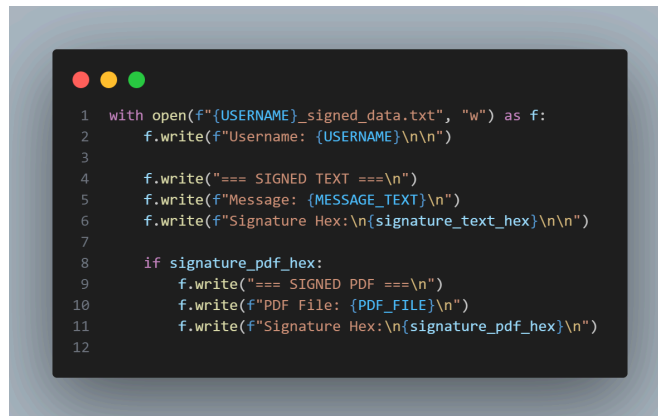 1 with open(f"{USERNAME}_signed_data.txt", "w") as f:
2     f.write(f"Username: {USERNAME}\n\n")
3
4     f.write("=== SIGNED TEXT ===\n")
5     f.write(f"Message: {MESSAGE_TEXT}\n")
6     f.write(f"Signature Hex:\n{signature_text_hex}\n\n")
7
8     if signature_pdf_hex:
9         f.write("=== SIGNED PDF ===\n")
10         f.write(f"PDF File: {PDF_FILE}\n")
11         f.write(f"Signature Hex:\n{signature_pdf_hex}\n")
12